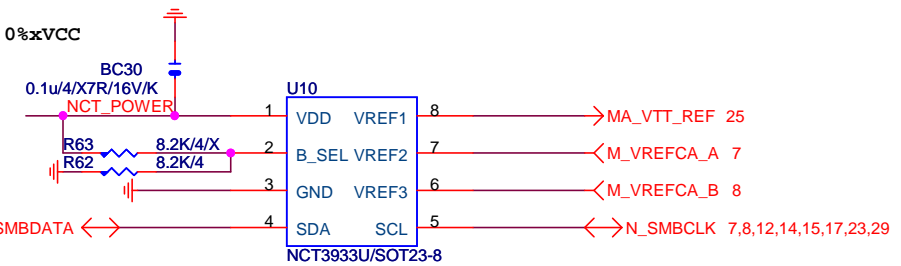 0%xVCC
BC30
0.1u/4/X7R/16V/K
NCT_POWER
U10
1 VDD VREF1 8 MA_VTT_REF 25
R63 8.2K/4/X
2 B_SEL VREF2 7 M_VREFCA_A 7
R62 8.2K/4
3 GND VREF3 6 M_VREFCA_B 8
SMBDATA 4 SDA SCL 5 N_SMBCLK 7,8,12,14,15,17,23,29
NCT3933U/SOT23-8